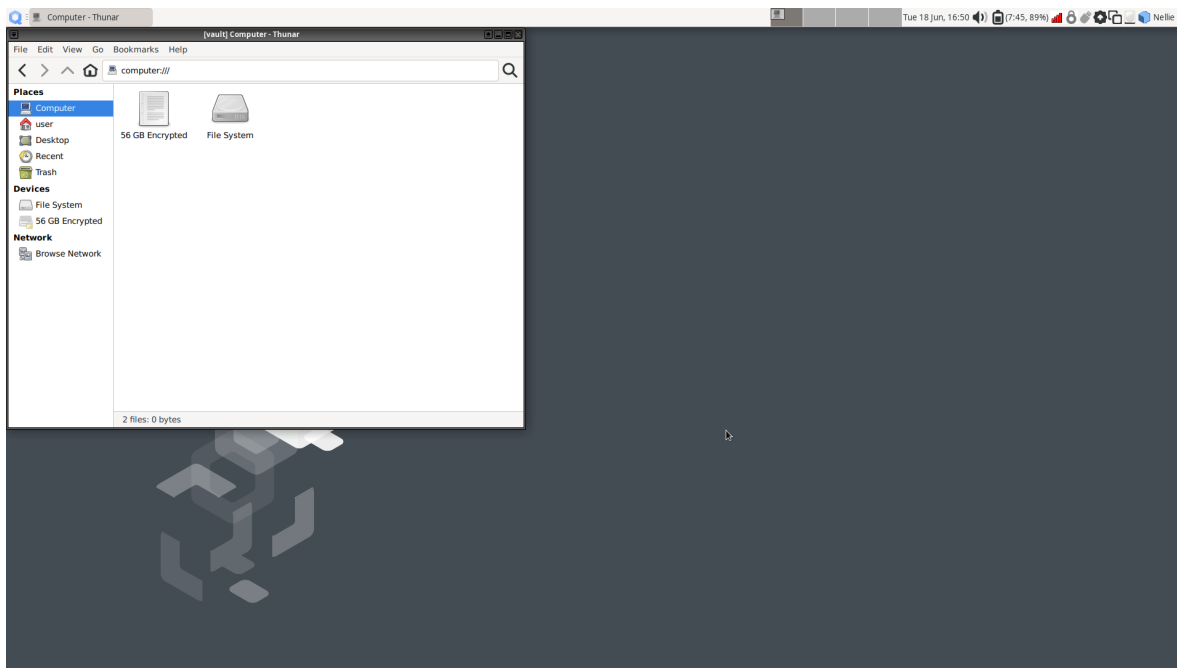 Computer - Thunar
Tue 18 Jun, 16:50
(7:45, 89%)
Nellie
[vault] Computer - Thunar
File Edit View Go Bookmarks Help
computer:///
Places
Computer
user
Desktop
Recent
Trash
Devices
File System
56 GB Encrypted
Network
Browse Network
56 GB Encrypted
File System
2 files: 0 bytes